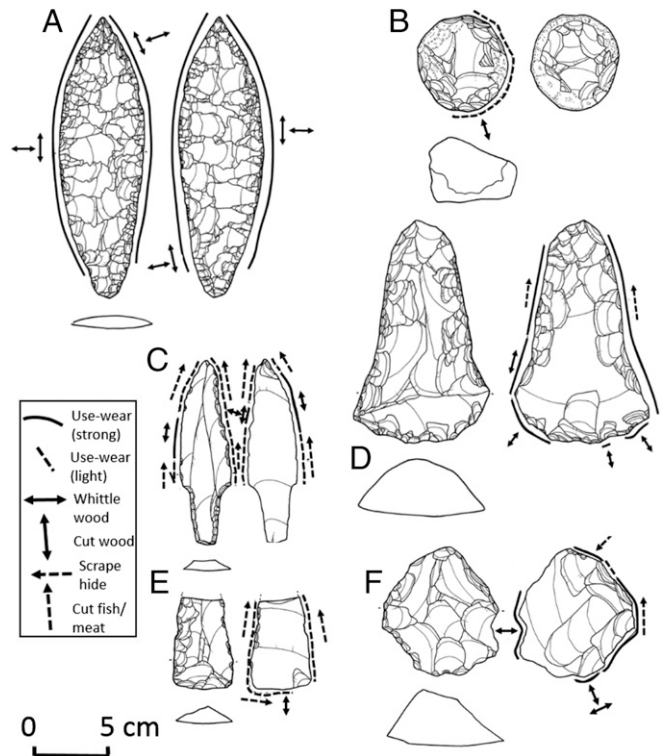 A
B
C
D
E
F
Use-wear
(strong)
Use-wear
(light)
Whittle
wood
Cut wood
Scrape
hide
Cut fish/
meat
0 5 cm